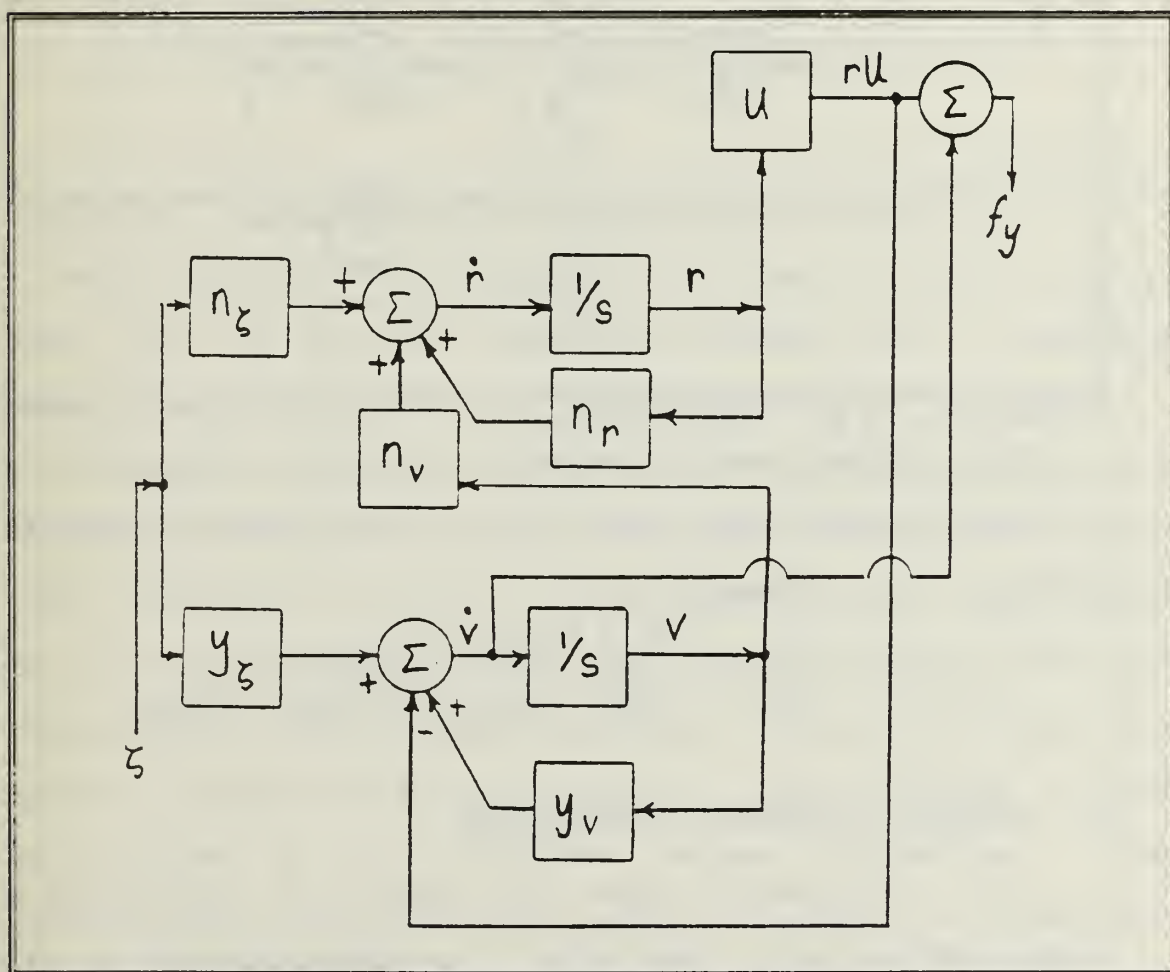 U
rU
Σ
f_y
n_ζ
+
Σ
ṙ
1/s
r
+
+
n_r
n_v
y_ζ
Σ
v̇
1/s
v
+
+
-
ζ
y_v